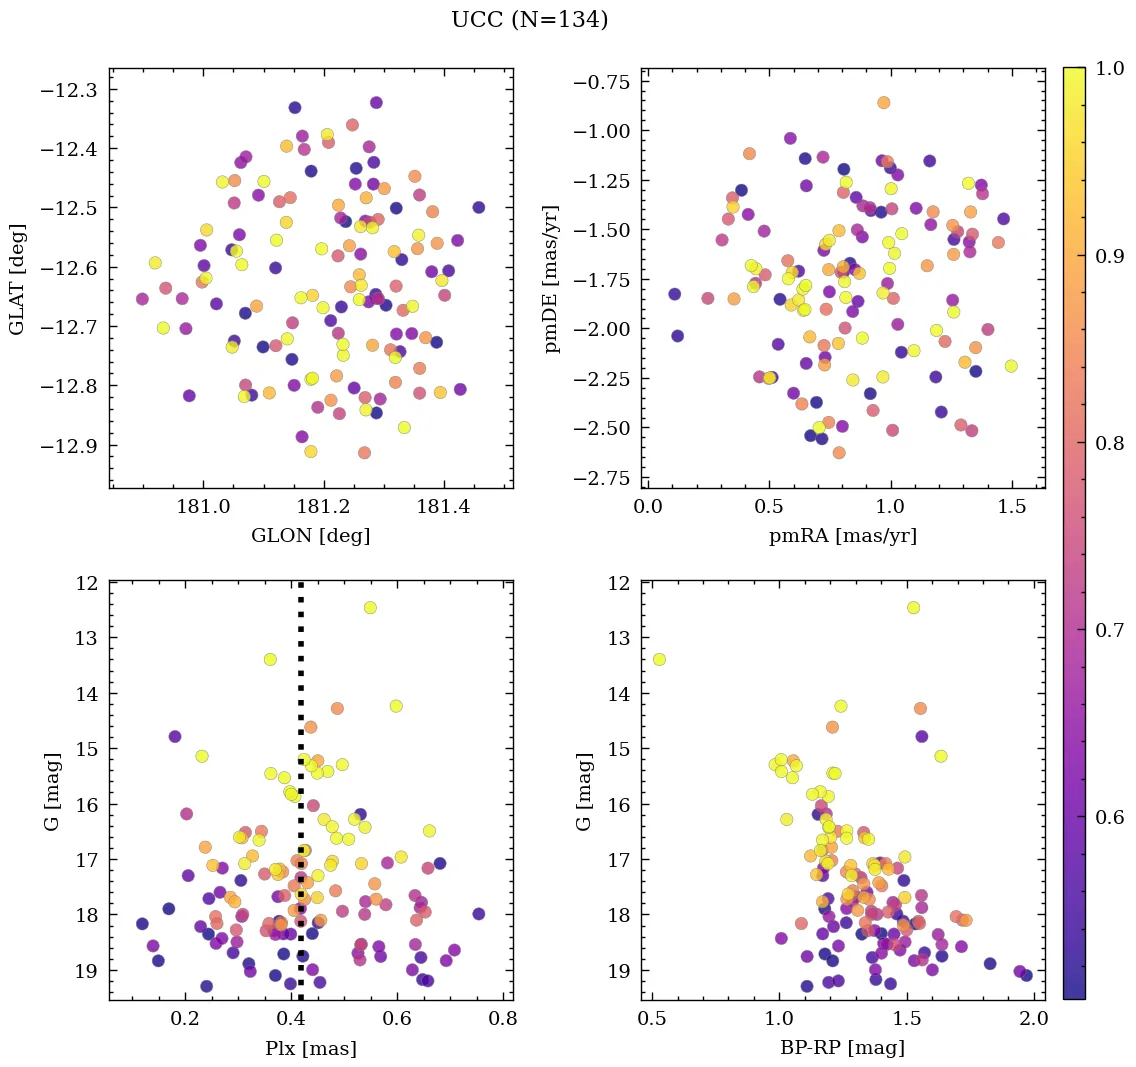 UCC (N=134)
−12.3
−12.4
−12.5
−12.6
−12.7
−12.8
−12.9
GLAT [deg]
181.0 181.2 181.4
GLON [deg]
−0.75
−1.00
−1.25
−1.50
−1.75
−2.00
−2.25
−2.50
−2.75
pmDE [mas/yr]
0.0 0.5 1.0 1.5
pmRA [mas/yr]
1.0
0.9
0.8
0.7
0.6
12
13
14
15
16
17
18
19
G [mag]
0.2 0.4 0.6 0.8
Plx [mas]
12
13
14
15
16
17
18
19
G [mag]
0.5 1.0 1.5 2.0
BP-RP [mag]